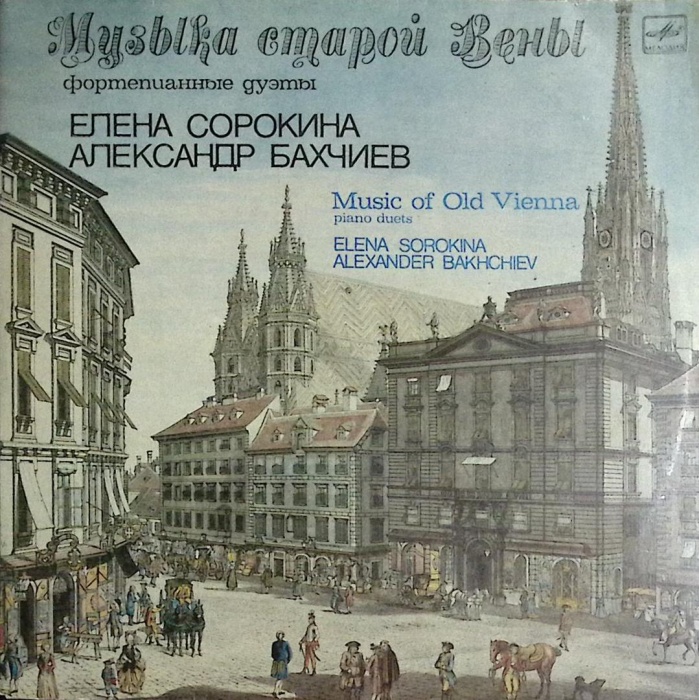 Музыка старой Вены
фортепианные дуэты
ЕЛЕНА СОРОКИНА
АЛЕКСАНДР БАХЧИЕВ
Music of Old Vienna
piano duets
ELENA SOROKINA
ALEXANDER BAKHCHIEV